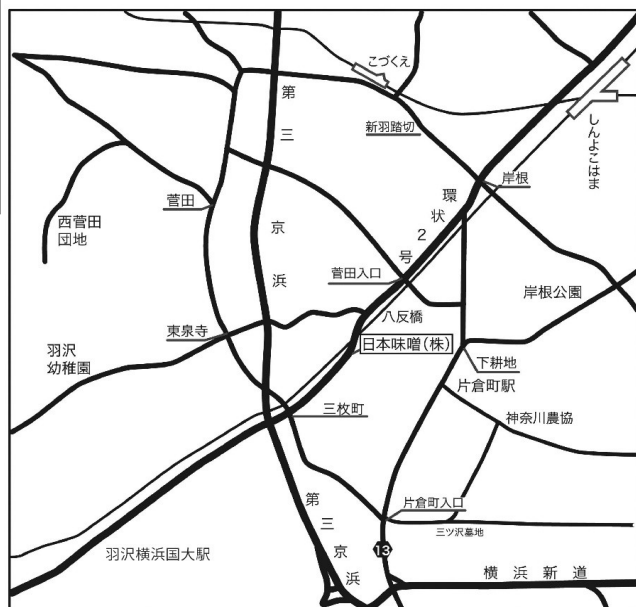 こづくえ
第三京浜
新羽踏切
しんよこはま
岸根
環状2号
菅田
西菅田
団地
菅田入口
岸根公園
八反橋
東泉寺
日本味噌(株)
羽沢
幼稚園
下耕地
片倉町駅
三枚町
神奈川農協
第三京浜
片倉町入口
三ツ沢墓地
羽沢横浜国大駅
13
横浜新道